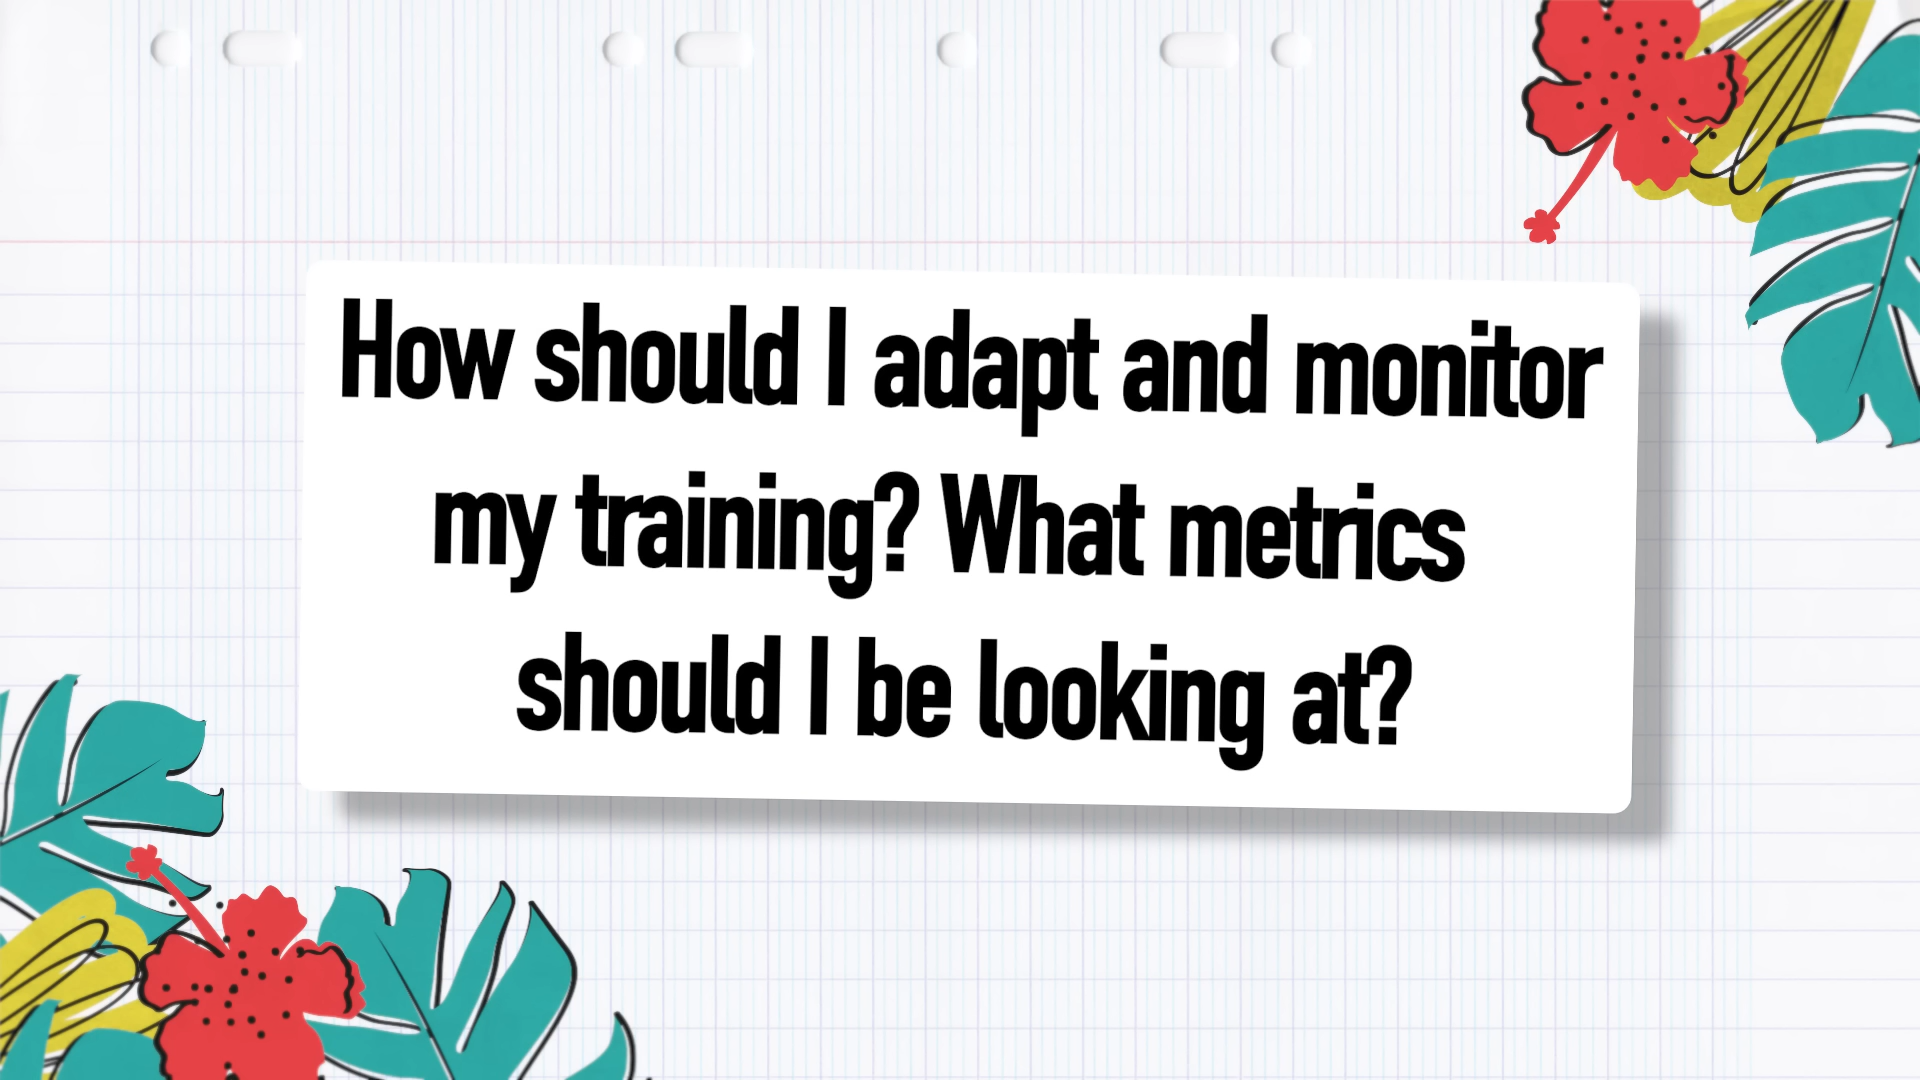 How should I adapt and monitor
my training? What metrics
should I be looking at?